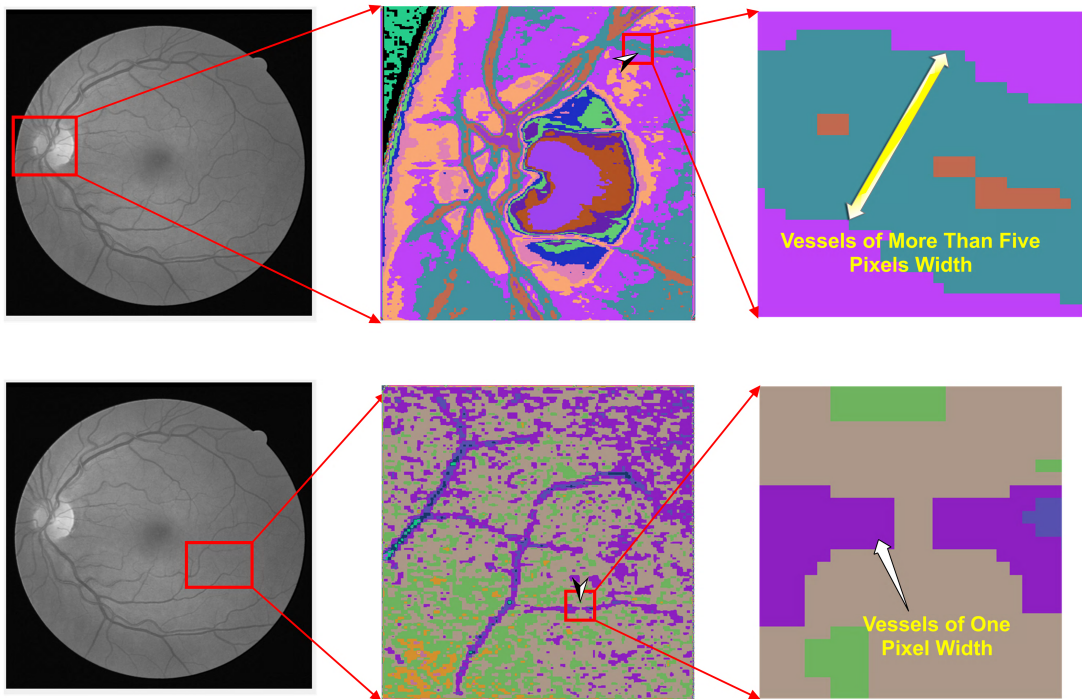 Vessels of More Than Five
Pixels Width
Vessels of One
Pixel Width